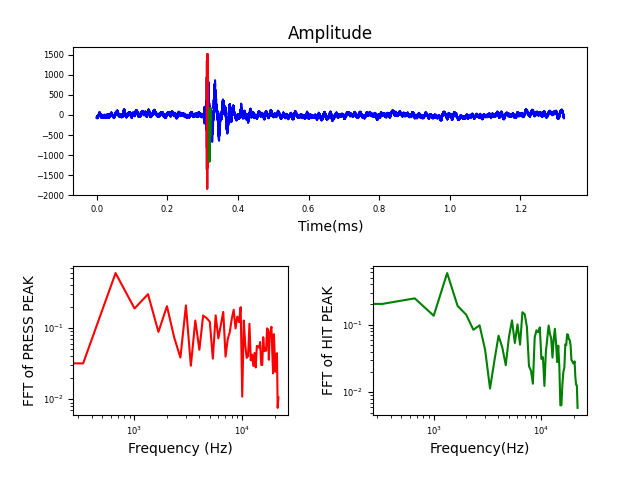 Amplitude
1500
1000
500
0
−500
−1000
−1500
−2000
0.0 0.2 0.4 0.6 0.8 1.0 1.2
Time(ms)
FFT of PRESS PEAK
10⁻¹
10⁻²
10³ 10⁴
Frequency (Hz)
FFT of HIT PEAK
10⁻¹
10⁻²
10³ 10⁴
Frequency(Hz)